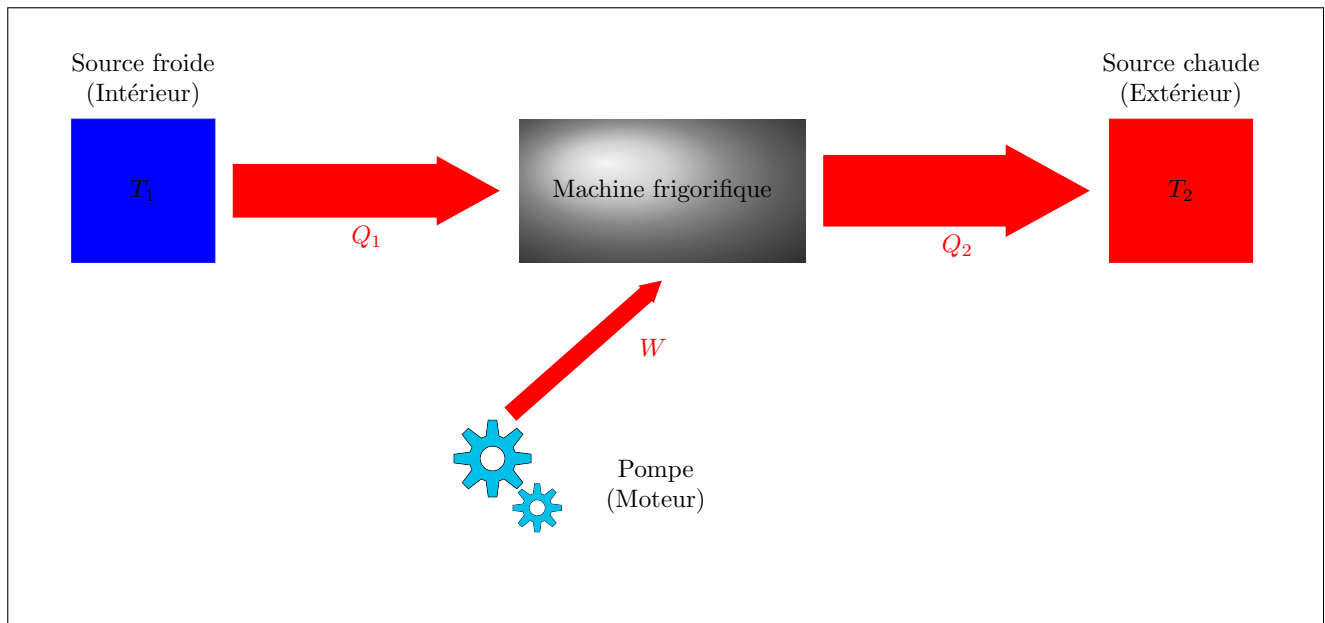 Source froide
(Intérieur)
Source chaude
(Extérieur)
T₁
Machine frigorifique
T₂
Q₁
Q₂
W
Pompe
(Moteur)